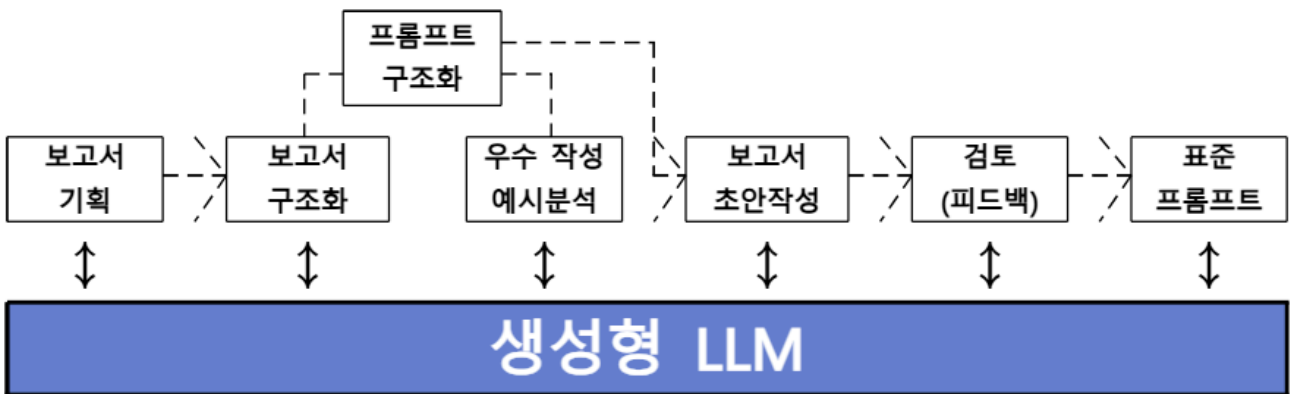 프롬프트
구조화
보고서
기획
보고서
구조화
우수 작성
예시분석
보고서
초안작성
검토
(피드백)
표준
프롬프트
생성형 LLM